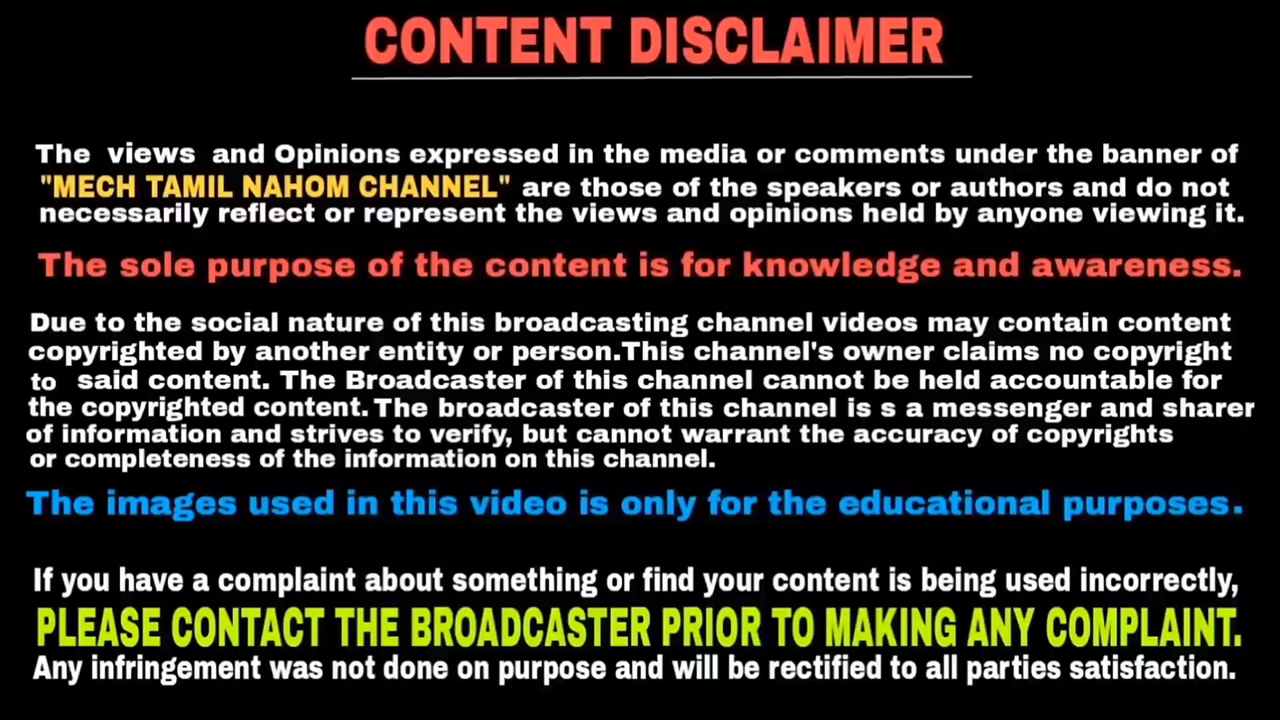 CONTENT DISCLAIMER
The views and Opinions expressed in the media or comments under the banner of
"MECH TAMIL NAHOM CHANNEL" are those of the speakers or authors and do not
necessarily reflect or represent the views and opinions held by anyone viewing it.
The sole purpose of the content is for knowledge and awareness.
Due to the social nature of this broadcasting channel videos may contain content
copyrighted by another entity or person.This channel's owner claims no copyright
to said content. The Broadcaster of this channel cannot be held accountable for
the copyrighted content. The broadcaster of this channel is s a messenger and sharer
of information and strives to verify, but cannot warrant the accuracy of copyrights
or completeness of the information on this channel.
The images used in this video is only for the educational purposes.
If you have a complaint about something or find your content is being used incorrectly,
PLEASE CONTACT THE BROADCASTER PRIOR TO MAKING ANY COMPLAINT.
Any infringement was not done on purpose and will be rectified to all parties satisfaction.